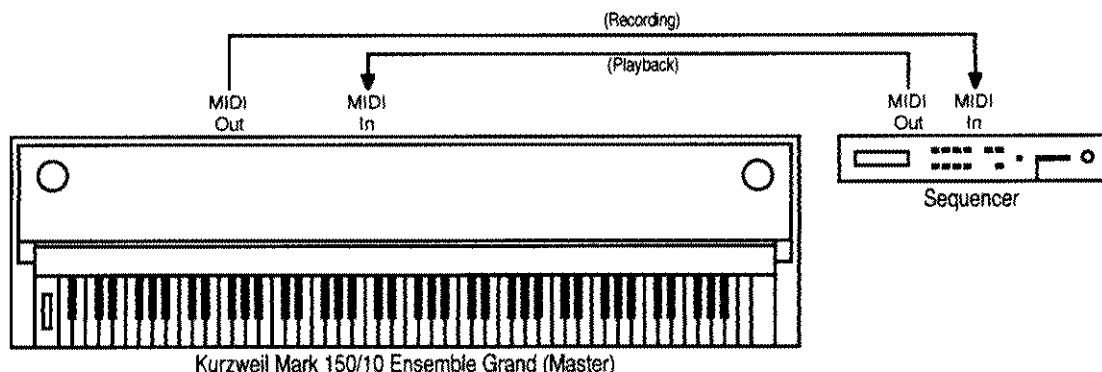 (Recording)
(Playback)
MIDI
Out
MIDI
In
MIDI
Out
MIDI
In
Sequencer
Kurzweil Mark 150/10 Ensemble Grand (Master)